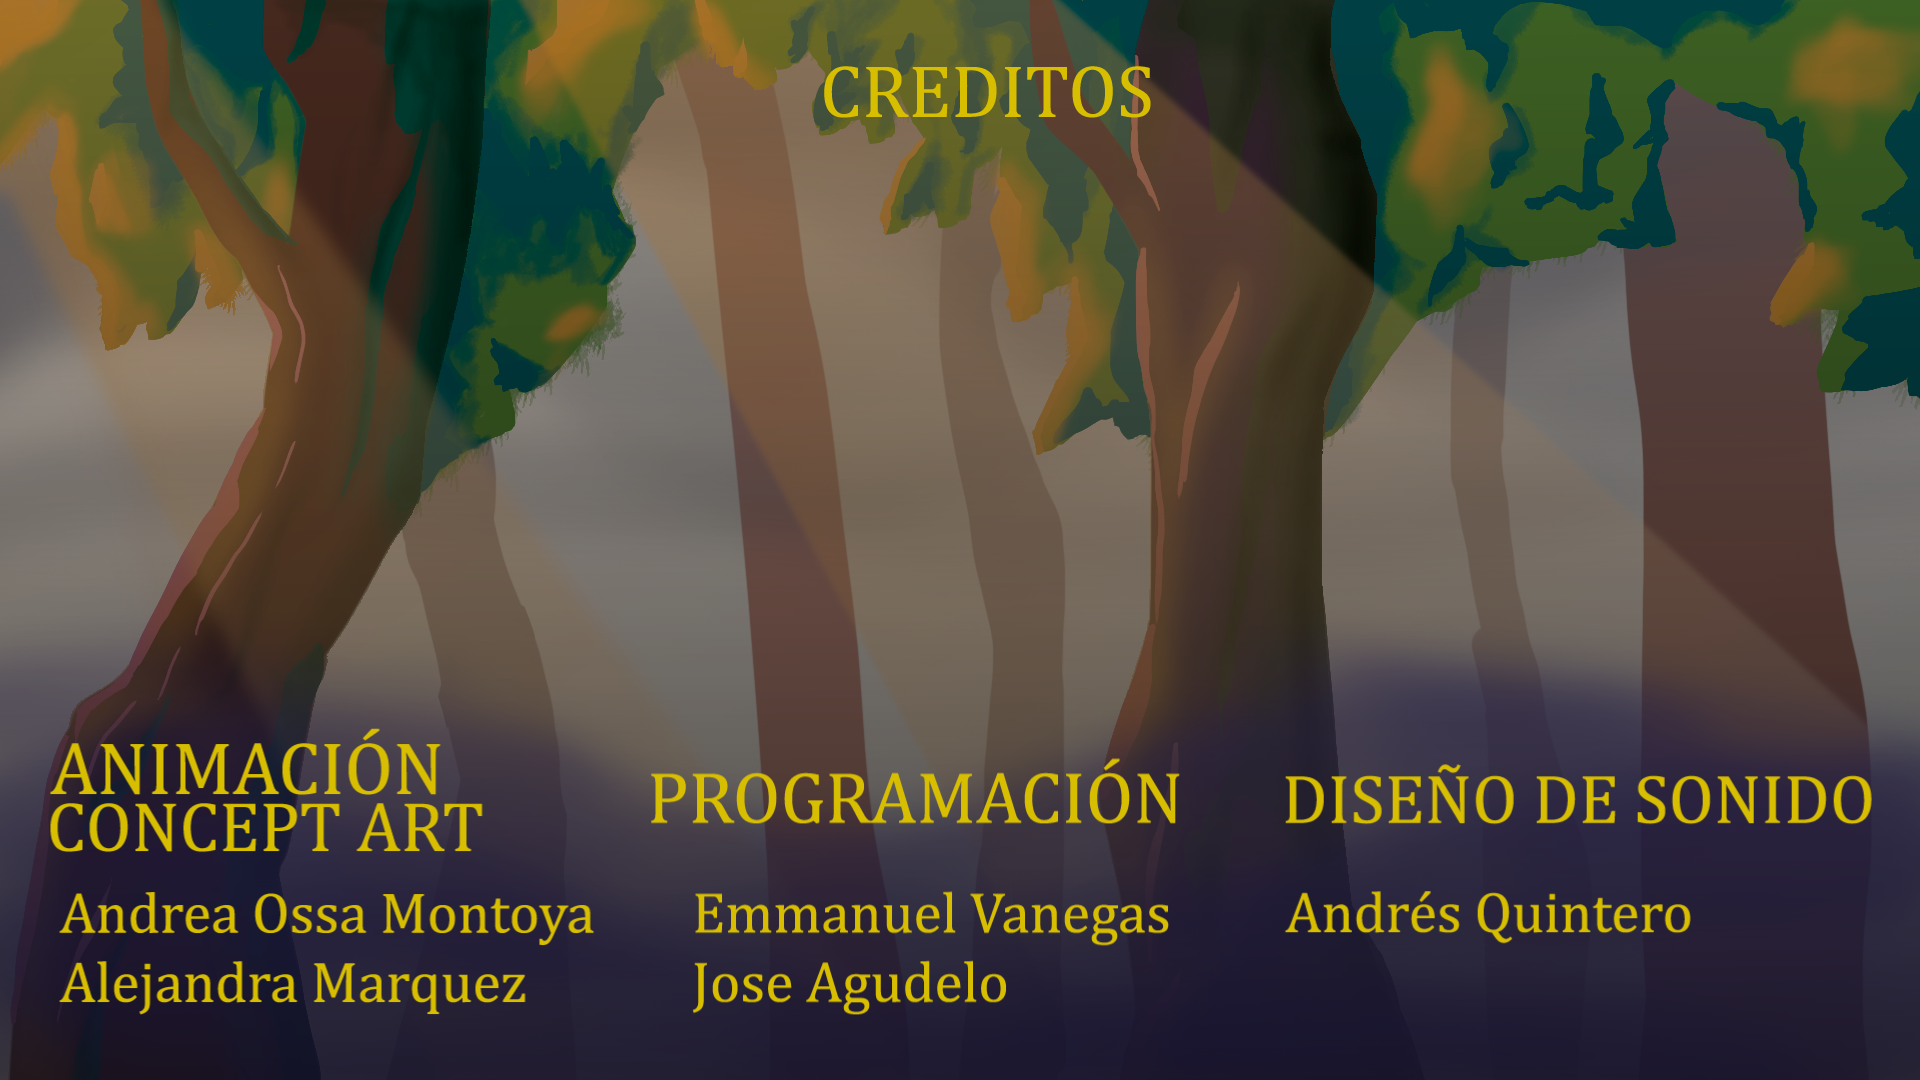 CREDITOS
ANIMACIÓN
CONCEPT ART
Andrea Ossa Montoya
Alejandra Marquez
PROGRAMACIÓN
Emmanuel Vanegas
Jose Agudelo
DISEÑO DE SONIDO
Andrés Quintero